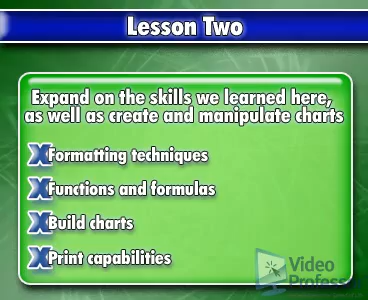 Lesson Two
Expand on the skills we learned here,
as well as create and manipulate charts
X Formatting techniques
X Functions and formulas
X Build charts
X Print capabilities
Video
Profess